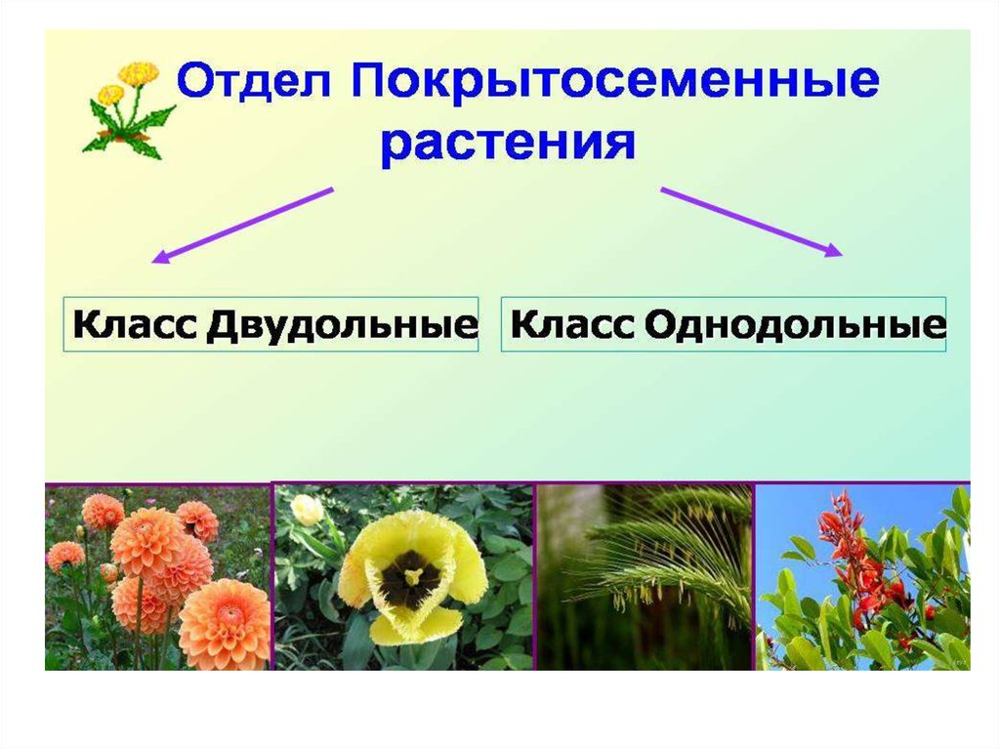 Отдел Покрытосеменные
растения
Класс Двудольные
Класс Однодольные